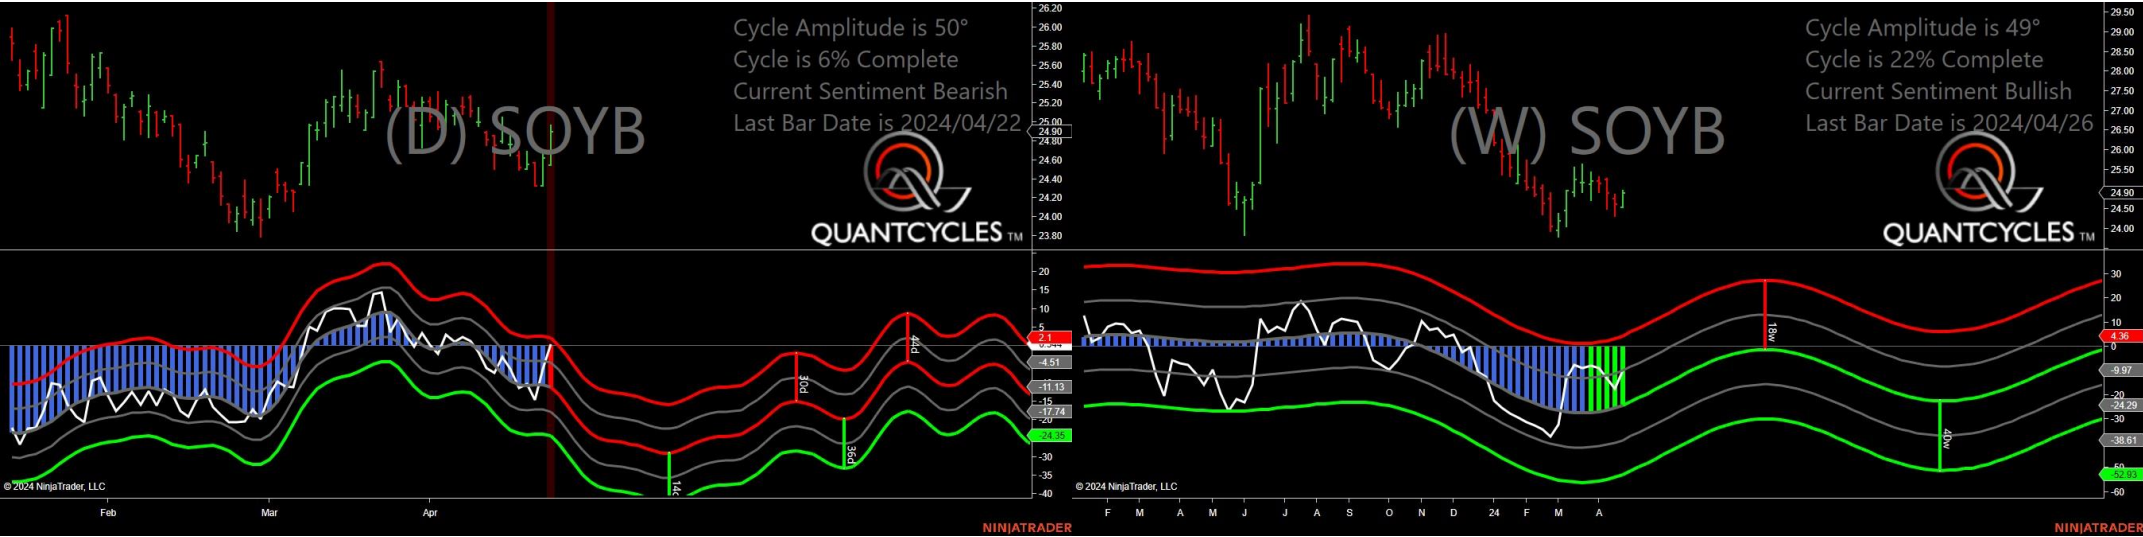 Cycle Amplitude is 50°
Cycle is 6% Complete
Current Sentiment Bearish
Last Bar Date is 2024/04/22
(D) SOYB
QUANTCYCLES TM
26.20
26.00
25.80
25.60
25.40
25.20
25.00
24.90
24.80
24.60
24.40
24.20
24.00
23.80
20
15
10
5
2.1
-4.51
-11.13
-15
-17.74
-20
-24.35
-30
-35
-40
44d
30d
36d
© 2024 NinjaTrader, LLC
Feb Mar Apr
NINJATRADER
Cycle Amplitude is 49°
Cycle is 22% Complete
Current Sentiment Bullish
Last Bar Date is 2024/04/26
(W) SOYB
QUANTCYCLES TM
29.50
29.00
28.50
28.00
27.50
27.00
26.50
26.00
25.50
24.90
24.50
24.00
30
20
10
4.36
0
-9.97
-20
-24.29
-30
-38.61
-52.93
-60
18w
40w
© 2024 NinjaTrader, LLC
F M A M J J A S O N D 24 F M A
NINJATRADER